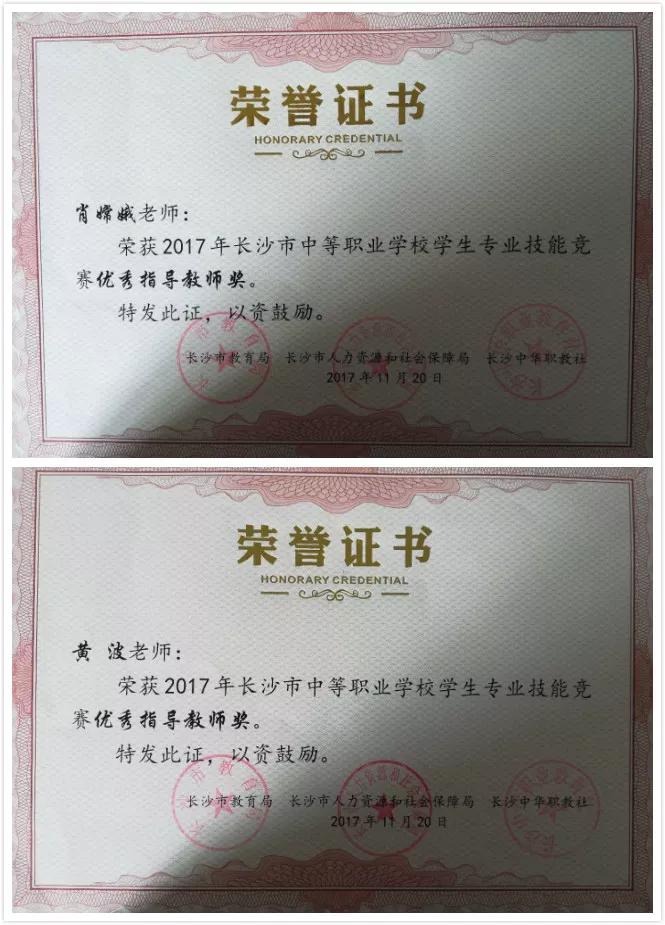 荣誉证书
HONORARY CREDENTIAL
肖嫦娥老师：
荣获2017年长沙市中等职业学校学生专业技能竞
赛优秀指导教师奖。
特发此证，以资鼓励。
长沙市教育局 长沙市人力资源和社会保障局 长沙中华职教社
2017年11月20日
荣誉证书
HONORARY CREDENTIAL
黄 波老师：
荣获2017年长沙市中等职业学校学生专业技能竞
赛优秀指导教师奖。
特发此证，以资鼓励。
长沙市教育局 长沙市人力资源和社会保障局 长沙中华职教社
2017年11月20日